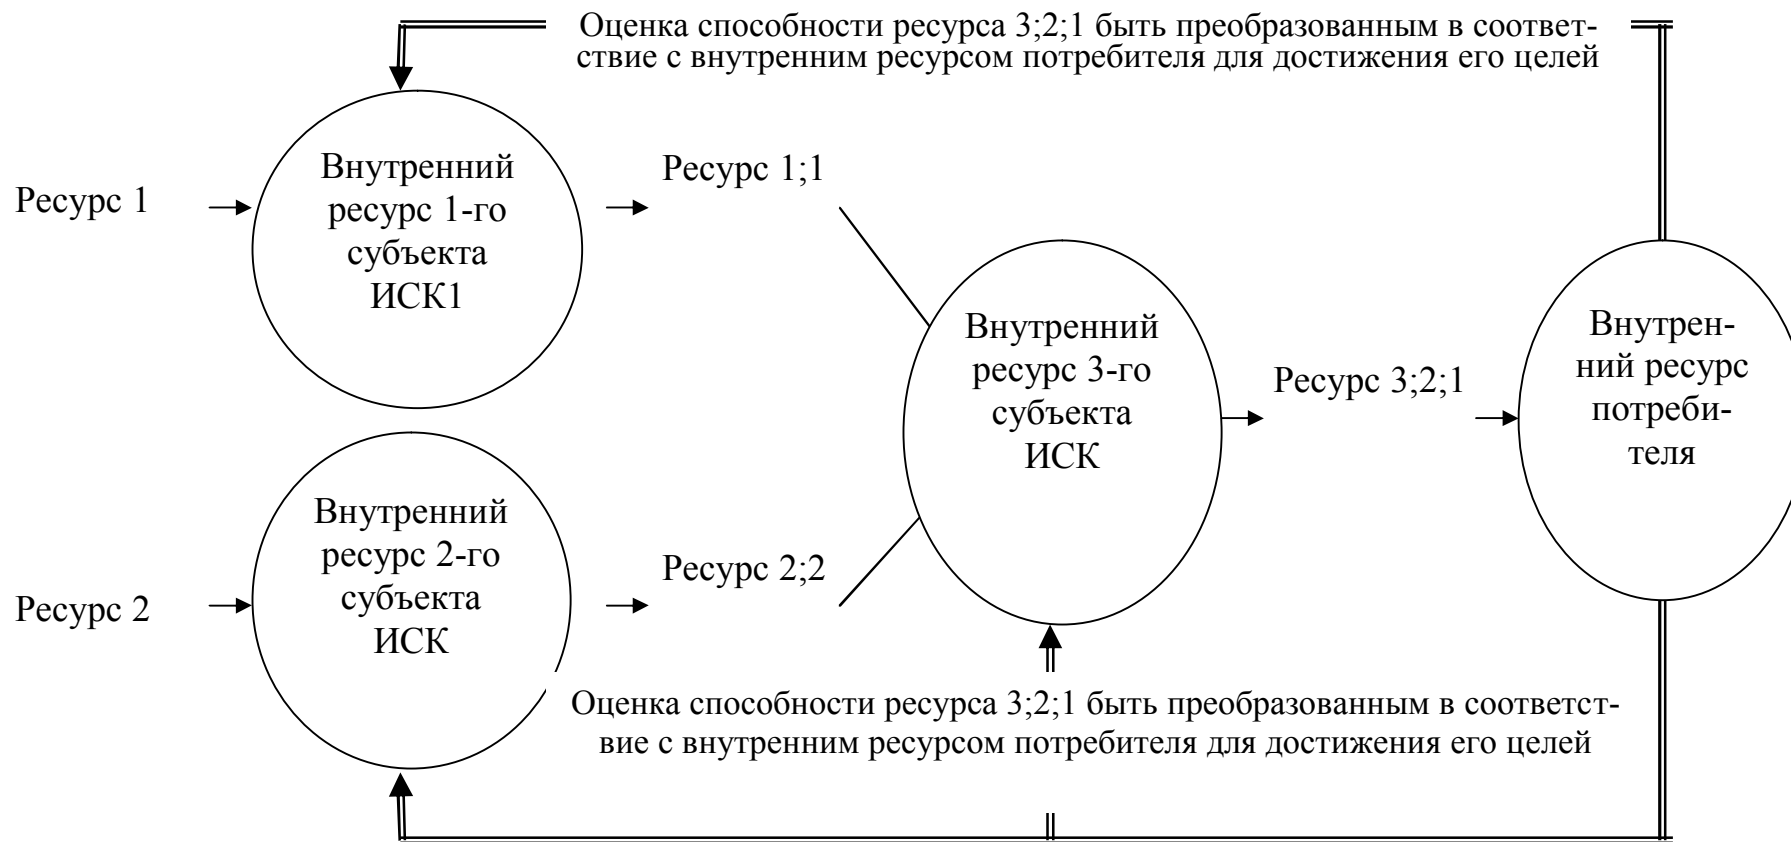 Оценка способности ресурса 3;2;1 быть преобразованным в соответ-
ствие с внутренним ресурсом потребителя для достижения его целей
Ресурс 1
Внутренний
ресурс 1-го
субъекта
ИСК1
Ресурс 1;1
Ресурс 2
Внутренний
ресурс 2-го
субъекта
ИСК
Ресурс 2;2
Внутренний
ресурс 3-го
субъекта
ИСК
Ресурс 3;2;1
Внутрен-
ний ресурс
потреби-
теля
Оценка способности ресурса 3;2;1 быть преобразованным в соответст-
вие с внутренним ресурсом потребителя для достижения его целей